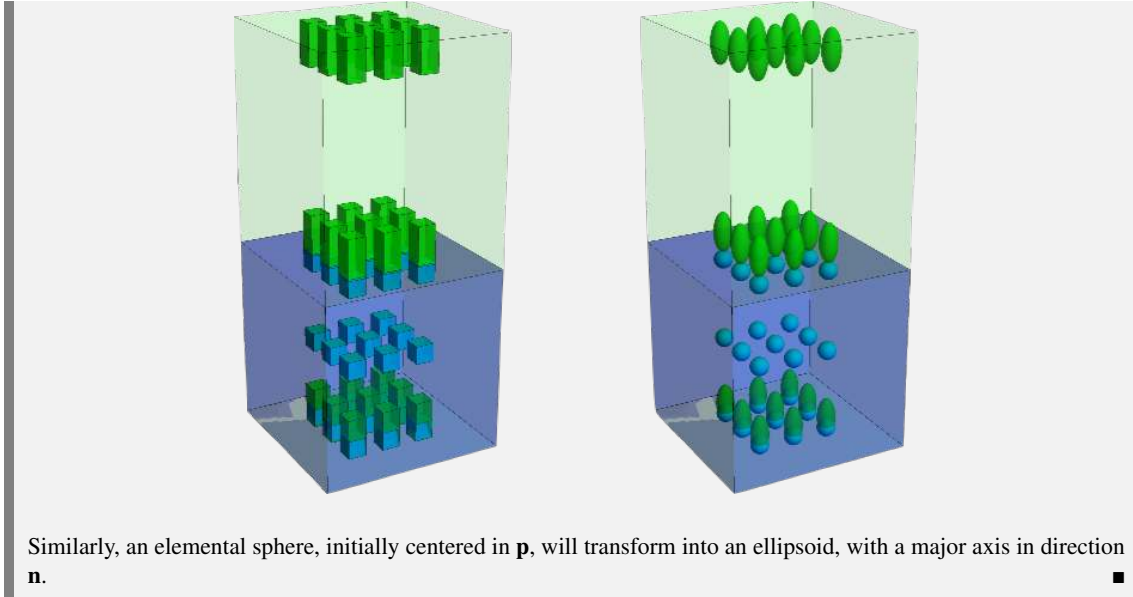 Similarly, an elemental sphere, initially centered in p, will transform into an ellipsoid, with a major axis in direction
n. ■